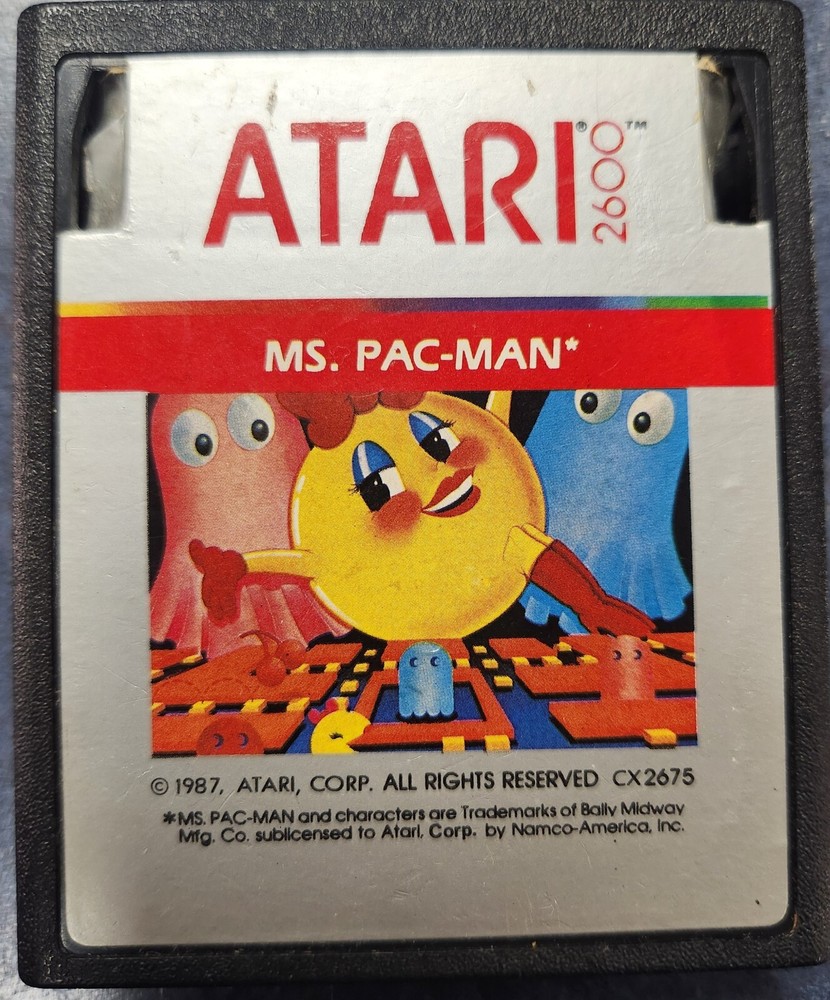 ATARI® 2600™
MS. PAC-MAN*
© 1987, ATARI, CORP. ALL RIGHTS RESERVED CX2675
*MS. PAC-MAN and characters are Trademarks of Bally Midway
Mfg. Co. sublicensed to Atari, Corp. by Namco-America, Inc.